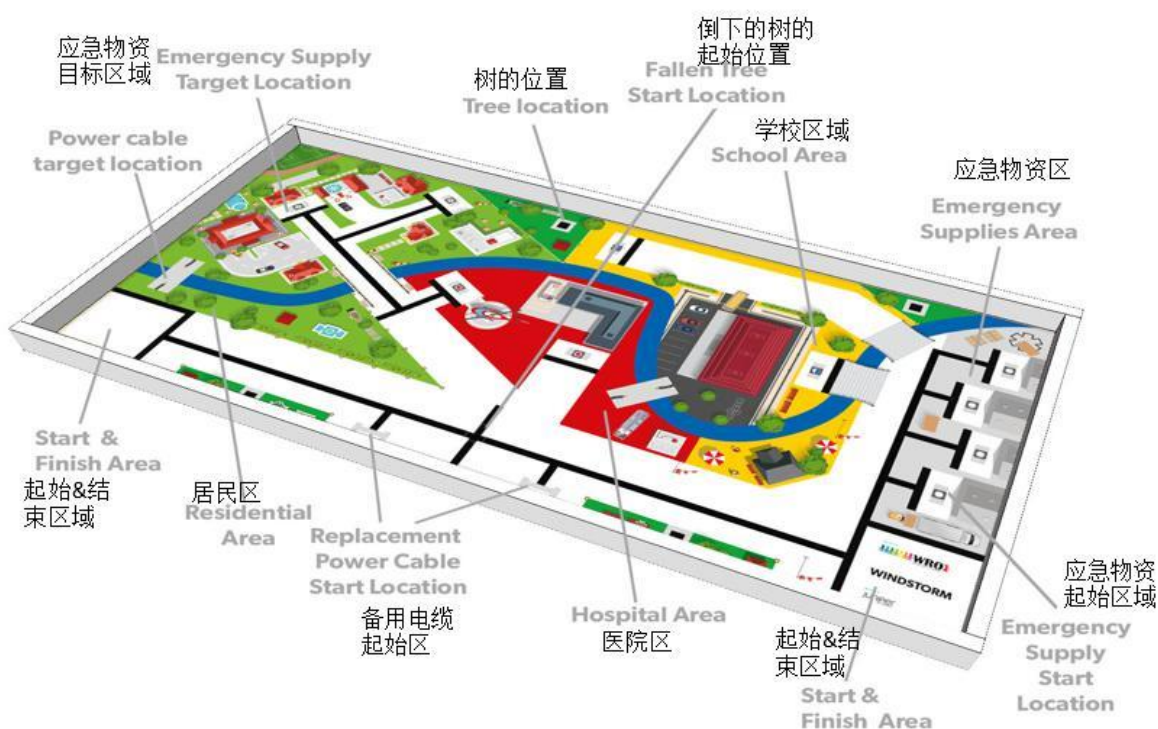 应急物资
目标区域
Emergency Supply
Target Location
Power cable
target location
树的位置
Tree location
倒下的树的
起始位置
Fallen Tree
Start Location
学校区域
School Area
应急物资区
Emergency
Supplies Area
Start &
Finish Area
起始&结
束区域
居民区
Residential
Area
Replacement
Power Cable
Start Location
备用电缆
起始区
Hospital Area
医院区
WRO
WINDSTORM
起始&结
束区域
Start &
Finish Area
应急物资
起始区域
Emergency
Supply
Start
Location